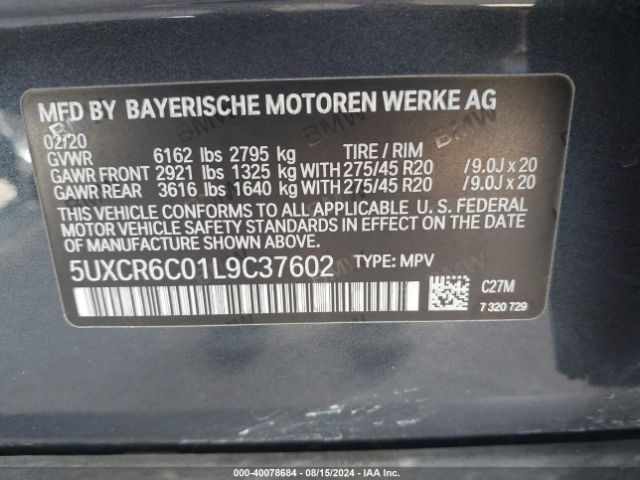 MFD BY BAYERISCHE MOTOREN WERKE AG
02/20
GVWR 6162 lbs 2795 kg TIRE / RIM
GAWR FRONT 2921 lbs 1325 kg WITH 275/45 R20 / 9.0J x 20
GAWR REAR 3616 lbs 1640 kg WITH 275/45 R20 / 9.0J x 20
THIS VEHICLE CONFORMS TO ALL APPLICABLE U. S. FEDERAL
MOTOR VEHICLE SAFETY STANDARDS IN EFFECT ON THE DATE
OF MANUFACTURE SHOWN ABOVE.
5UXCR6C01L9C37602 TYPE: MPV
C27M
7 320 729
WITNESS: 40078684 - 08/15/2024 - IAA Inc.